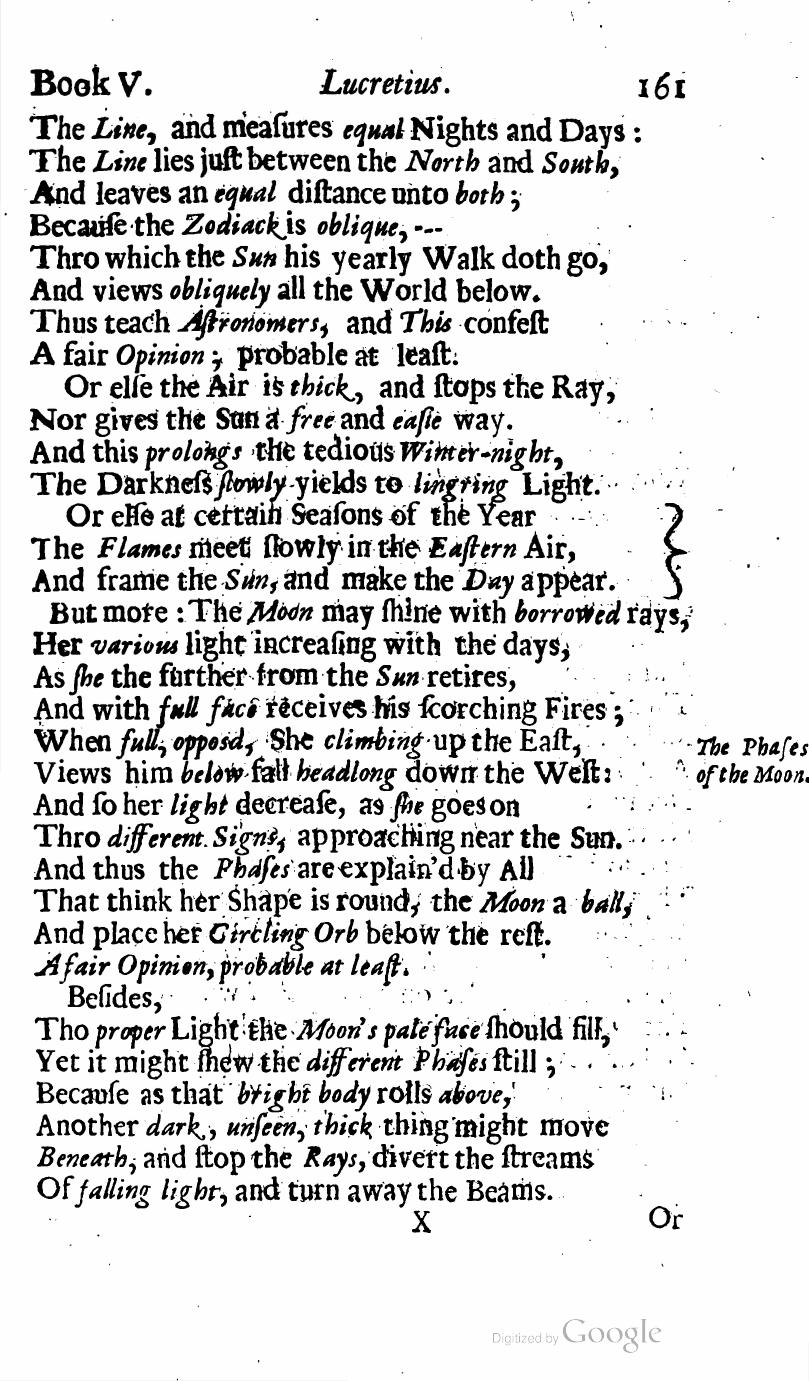 Book V. Lucretius. 161
The Line, and meaſures equal Nights and Days :
The Line lies juſt between the North and South,
And leaves an equal diſtance unto both ;
Becauſe the Zodiack is oblique, ---
Thro which the Sun his yearly Walk doth go,
And views obliquely all the World below.
Thus teach Aſtronomers, and This confeſt
A fair Opinion ; probable at leaſt.
Or elſe the Air is thick, and ſtops the Ray,
Nor gives the Sun a free and eaſie way.
And this prolongs the tedious Winter-night,
The Darkneſs ſlowly yields to lingring Light.
Or elſe at certain Seaſons of the Year
The Flames meet ſlowly in the Eaſtern Air,
And frame the Sun, and make the Day appear.
But more : The Moon may ſhine with borrowed rays,
Her various light increaſing with the days,
As ſhe the further from the Sun retires,
And with full face receives his ſcorching Fires ;
When full, oppos'd, She climbing up the Eaſt,
Views him below fall headlong down the Weſt :
The Phaſes
of the Moon.
And ſo her light decreaſe, as ſhe goes on
Thro different Signs, approaching near the Sun.
And thus the Phaſes are explain'd by All
That think her Shape is round, the Moon a ball,
And place her Circling Orb below the reſt.
A fair Opinion, probable at leaſt.
Beſides,
Tho proper Light the Moon's pale face ſhould fill,
Yet it might ſhew the different Phaſes ſtill ;
Becauſe as that bright body rolls above,
Another dark, unſeen, thick thing might move
Beneath, and ſtop the Rays, divert the ſtreams
Of falling light, and turn away the Beams.
X Or
Digitized by Google